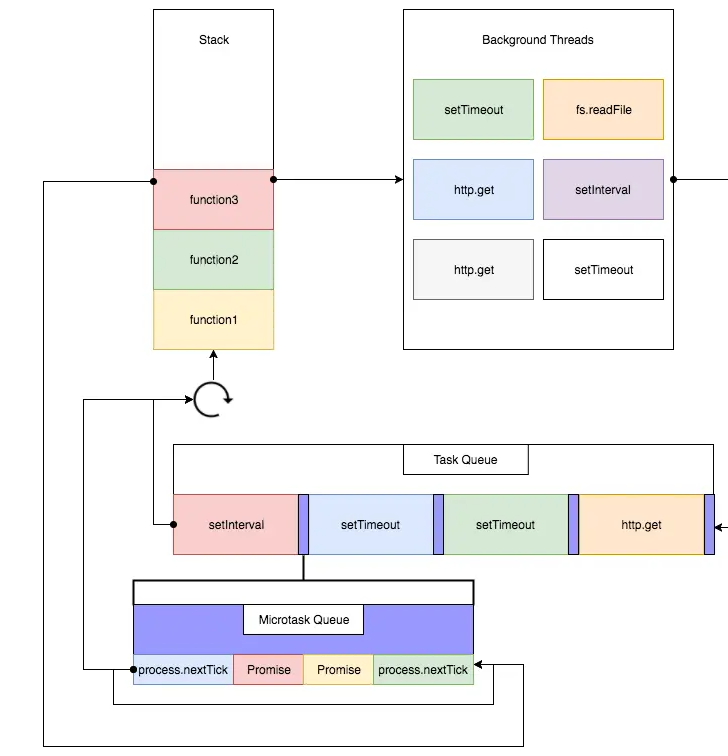 Stack
Background Threads
setTimeout
fs.readFile
function3
http.get
setInterval
function2
http.get
setTimeout
function1
Task Queue
setInterval
setTimeout
setTimeout
http.get
Microtask Queue
process.nextTick
Promise
Promise
process.nextTick